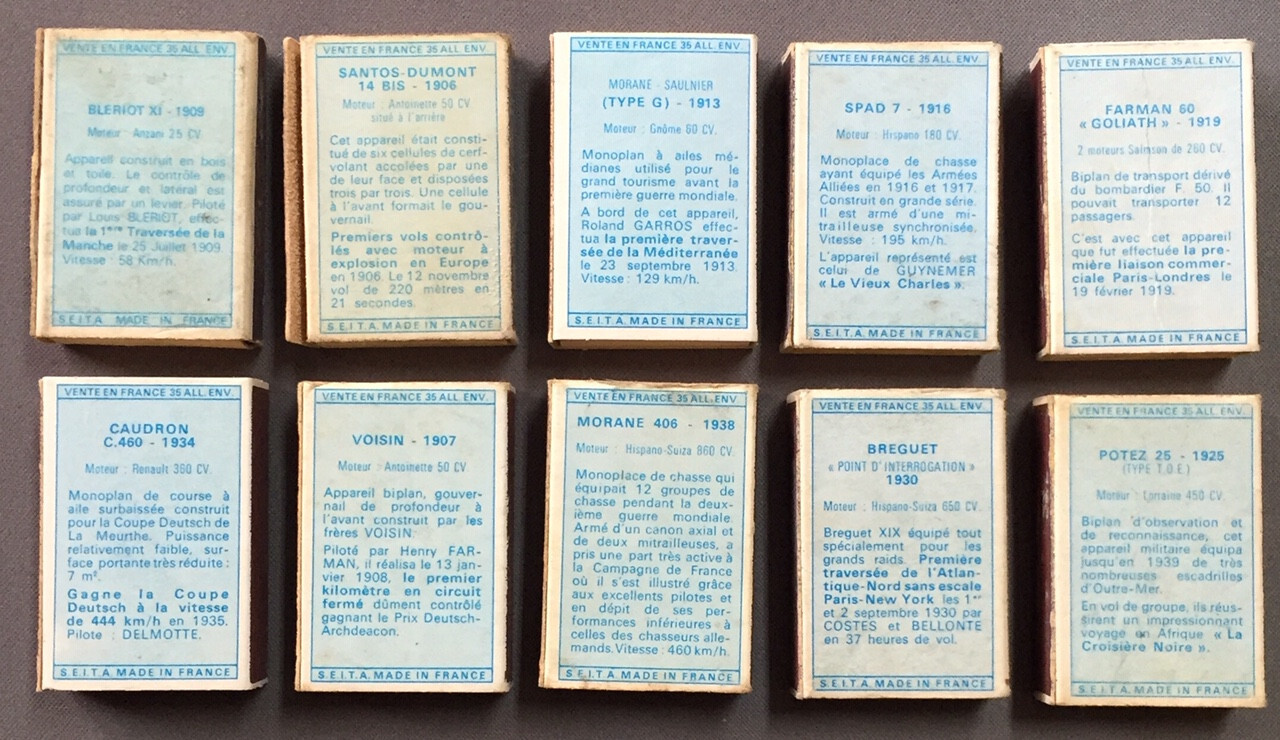 VENTE EN FRANCE 35 ALL. ENV.
BLERIOT XI - 1909
Moteur : Anzani 25 CV
Appareil construit en bois
et toile. Le contrôle de
profondeur et latéral est
assuré par un levier. Piloté
par Louis BLERIOT, effec-
tua la 1ère Traversée de la
Manche le 25 Juillet 1909.
Vitesse : 58 Km/h.
S.E.I.T.A. MADE IN FRANCE
VENTE EN FRANCE 35 ALL. ENV.
SANTOS-DUMONT
14 BIS - 1906
Moteur : Antoinette 50 CV
situé à l'arrière
Cet appareil était consti-
tué de six cellules de cerf-
volant accolées par une
de leur face et disposées
trois par trois. Une cellule
à l'avant formait le gou-
vernail.
Premiers vols contrô-
lés avec moteur à
explosion en Europe
en 1906. Le 12 novembre
vol de 220 mètres en
21 secondes.
S.E.I.T.A. MADE IN FRANCE
VENTE EN FRANCE 35 ALL. ENV.
MORANE - SAULNIER
(TYPE G) - 1913
Moteur : Gnôme 60 CV.
Monoplan à ailes mé-
dianes utilisé pour le
grand tourisme avant la
première guerre mondiale.
A bord de cet appareil,
Roland GARROS effec-
tua la première traver-
sée de la Méditerranée
le 23 septembre 1913.
Vitesse : 129 km/h.
S.E.I.T.A. MADE IN FRANCE
VENTE EN FRANCE 35 ALL. ENV.
SPAD 7 - 1916
Moteur : Hispano 180 CV.
Monoplace de chasse
ayant équipé les Armées
Alliées en 1916 et 1917.
Construit en grande série.
Il est armé d'une mi-
trailleuse synchronisée.
Vitesse : 195 km/h.
L'appareil représenté est
celui de GUYNEMER
« Le Vieux Charles ».
S.E.I.T.A. MADE IN FRANCE
VENTE EN FRANCE 35 ALL. ENV.
FARMAN 60
« GOLIATH » - 1919
2 moteurs Salmson de 260 CV.
Biplan de transport dérivé
du bombardier F. 50. Il
pouvait transporter 12
passagers.
C'est avec cet appareil
que fut effectuée la pre-
mière liaison commer-
ciale Paris-Londres le
19 février 1919.
S.E.I.T.A. MADE IN FRANCE
VENTE EN FRANCE 35 ALL. ENV.
CAUDRON
C.460 - 1934
Moteur : Renault 360 CV.
Monoplan de course à
aile surbaissée construit
pour la Coupe Deutsch de
La Meurthe. Puissance
relativement faible, sur-
face portante très réduite :
7 m².
Gagne la Coupe
Deutsch à la vitesse
de 444 km/h en 1935.
Pilote : DELMOTTE.
S.E.I.T.A. MADE IN FRANCE
VENTE EN FRANCE 35 ALL. ENV.
VOISIN - 1907
Moteur : Antoinette 50 CV
Appareil biplan, gouver-
nail de profondeur à
l'avant construit par les
frères VOISIN.
Piloté par Henry FAR-
MAN, il réalisa le 13 jan-
vier 1908, le premier
kilomètre en circuit
fermé dûment contrôlé
gagnant le Prix Deutsch-
Archdeacon.
S.E.I.T.A. MADE IN FRANCE
VENTE EN FRANCE 35 ALL. ENV.
MORANE 406 - 1938
Moteur : Hispano-Suiza 860 CV.
Monoplace de chasse qui
équipait 12 groupes de
chasse pendant la deux-
ième guerre mondiale.
Armé d'un canon axial et
de deux mitrailleuses, a
pris une part très active à
la Campagne de France
où il s'est illustré grâce
aux excellents pilotes et
en dépit de ses per-
formances inférieures à
celles des chasseurs alle-
mands. Vitesse : 460 km/h.
S.E.I.T.A. MADE IN FRANCE
VENTE EN FRANCE 35 ALL. ENV.
BREGUET
« POINT D'INTERROGATION »
1930
Moteur : Hispano-Suiza 650 CV.
Breguet XIX équipé tout
spécialement pour les
grands raids. Première
traversée de l'Atlan-
tique-Nord sans escale
Paris-New York les 1er
et 2 septembre 1930 par
COSTES et BELLONTE
en 37 heures de vol.
S.E.I.T.A. MADE IN FRANCE
VENTE EN FRANCE 35 ALL. ENV.
POTEZ 25 - 1925
(TYPE T.O.E.)
Moteur : Lorraine 450 CV.
Biplan d'observation et
de reconnaissance, cet
appareil militaire équipa
jusqu'en 1939 de très
nombreuses escadrilles
d'Outre-Mer.
En vol de groupe, ils réus-
sirent un impressionnant
voyage en Afrique « La
Croisière Noire ».
S.E.I.T.A. MADE IN FRANCE